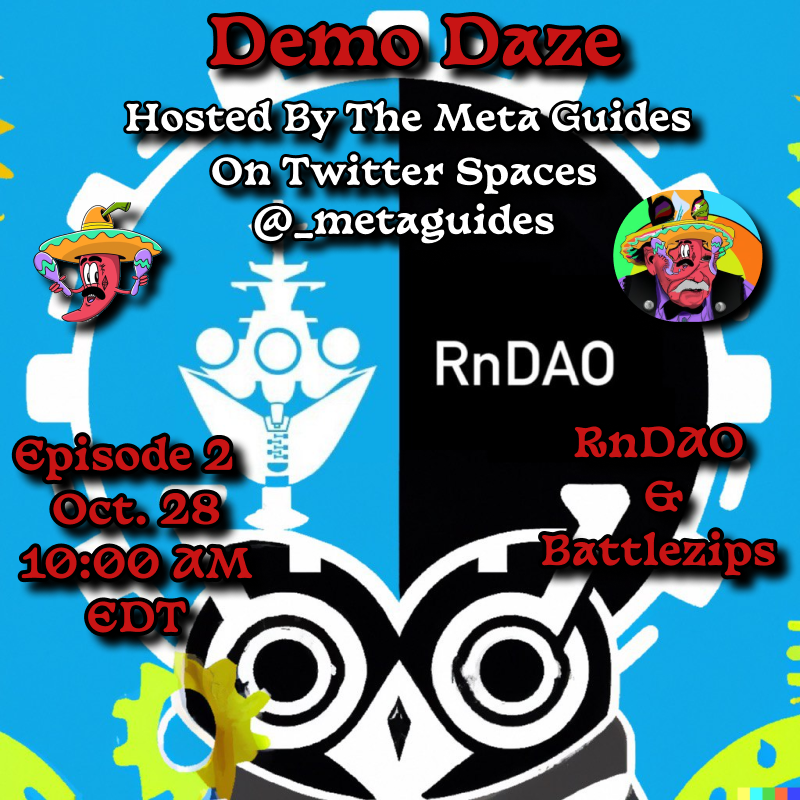 Demo Daze
Hosted By The Meta Guides
On Twitter Spaces
@_metaguides
RnDAO
Episode 2
Oct. 28
10:00 AM
EDT
RnDAO
&
Battlezips